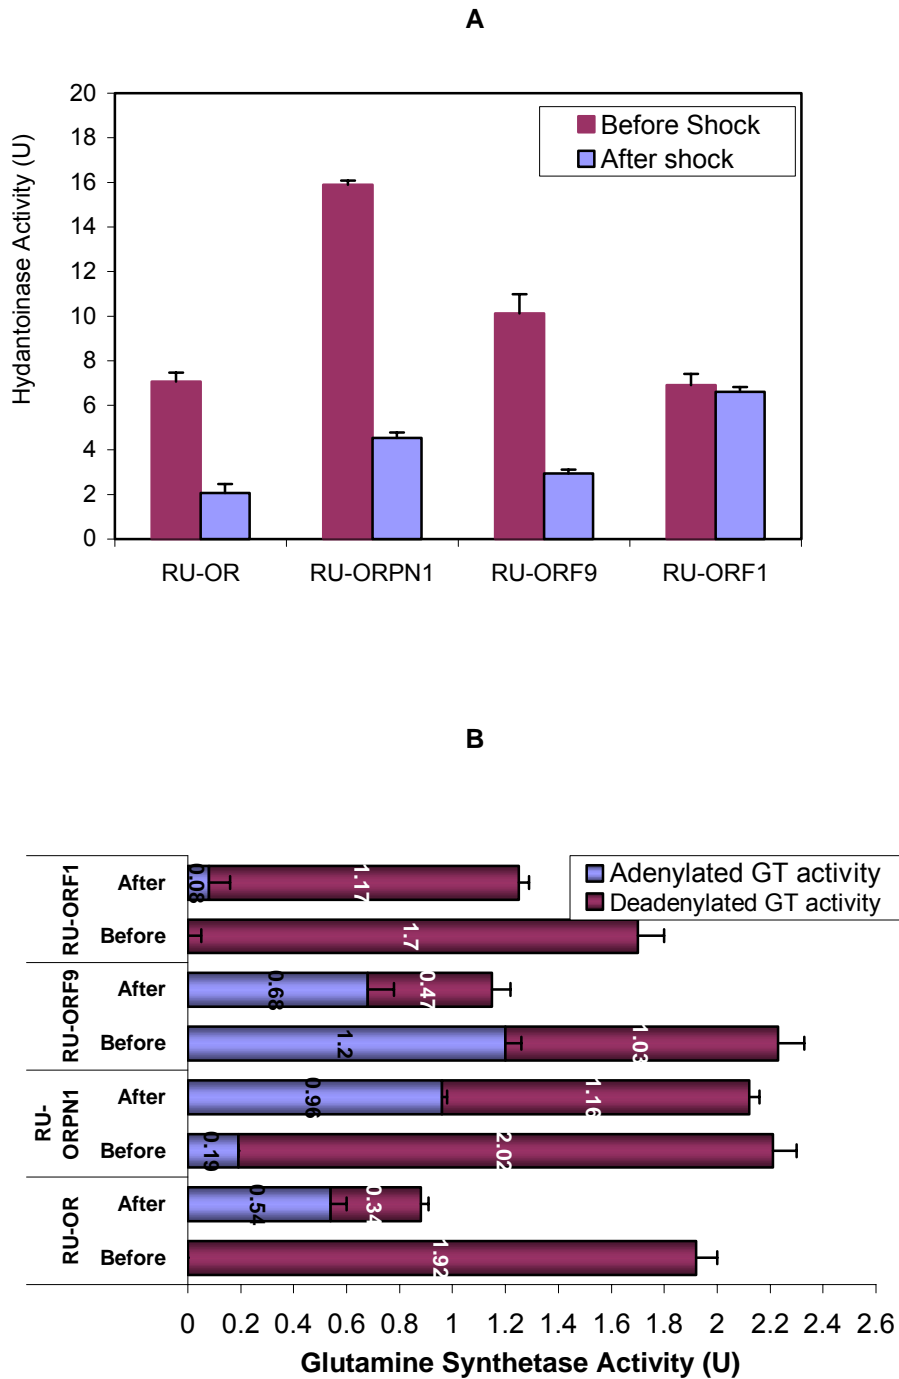 A
Hydantoinase Activity (U)
20
18
16
14
12
10
8
6
4
2
0
Before Shock
After shock
RU-OR
RU-ORPN1
RU-ORF9
RU-ORF1
B
Adenylated GT activity
Deadenylated GT activity
RU-ORF1
After
0.08
1.17
Before
1.7
RU-ORF9
After
0.68
0.47
Before
1.2
1.03
RU-
ORPN1
After
0.96
1.16
Before
0.19
2.02
RU-OR
After
0.54
0.34
Before
1.92
0 0.2 0.4 0.6 0.8 1 1.2 1.4 1.6 1.8 2 2.2 2.4 2.6
Glutamine Synthetase Activity (U)